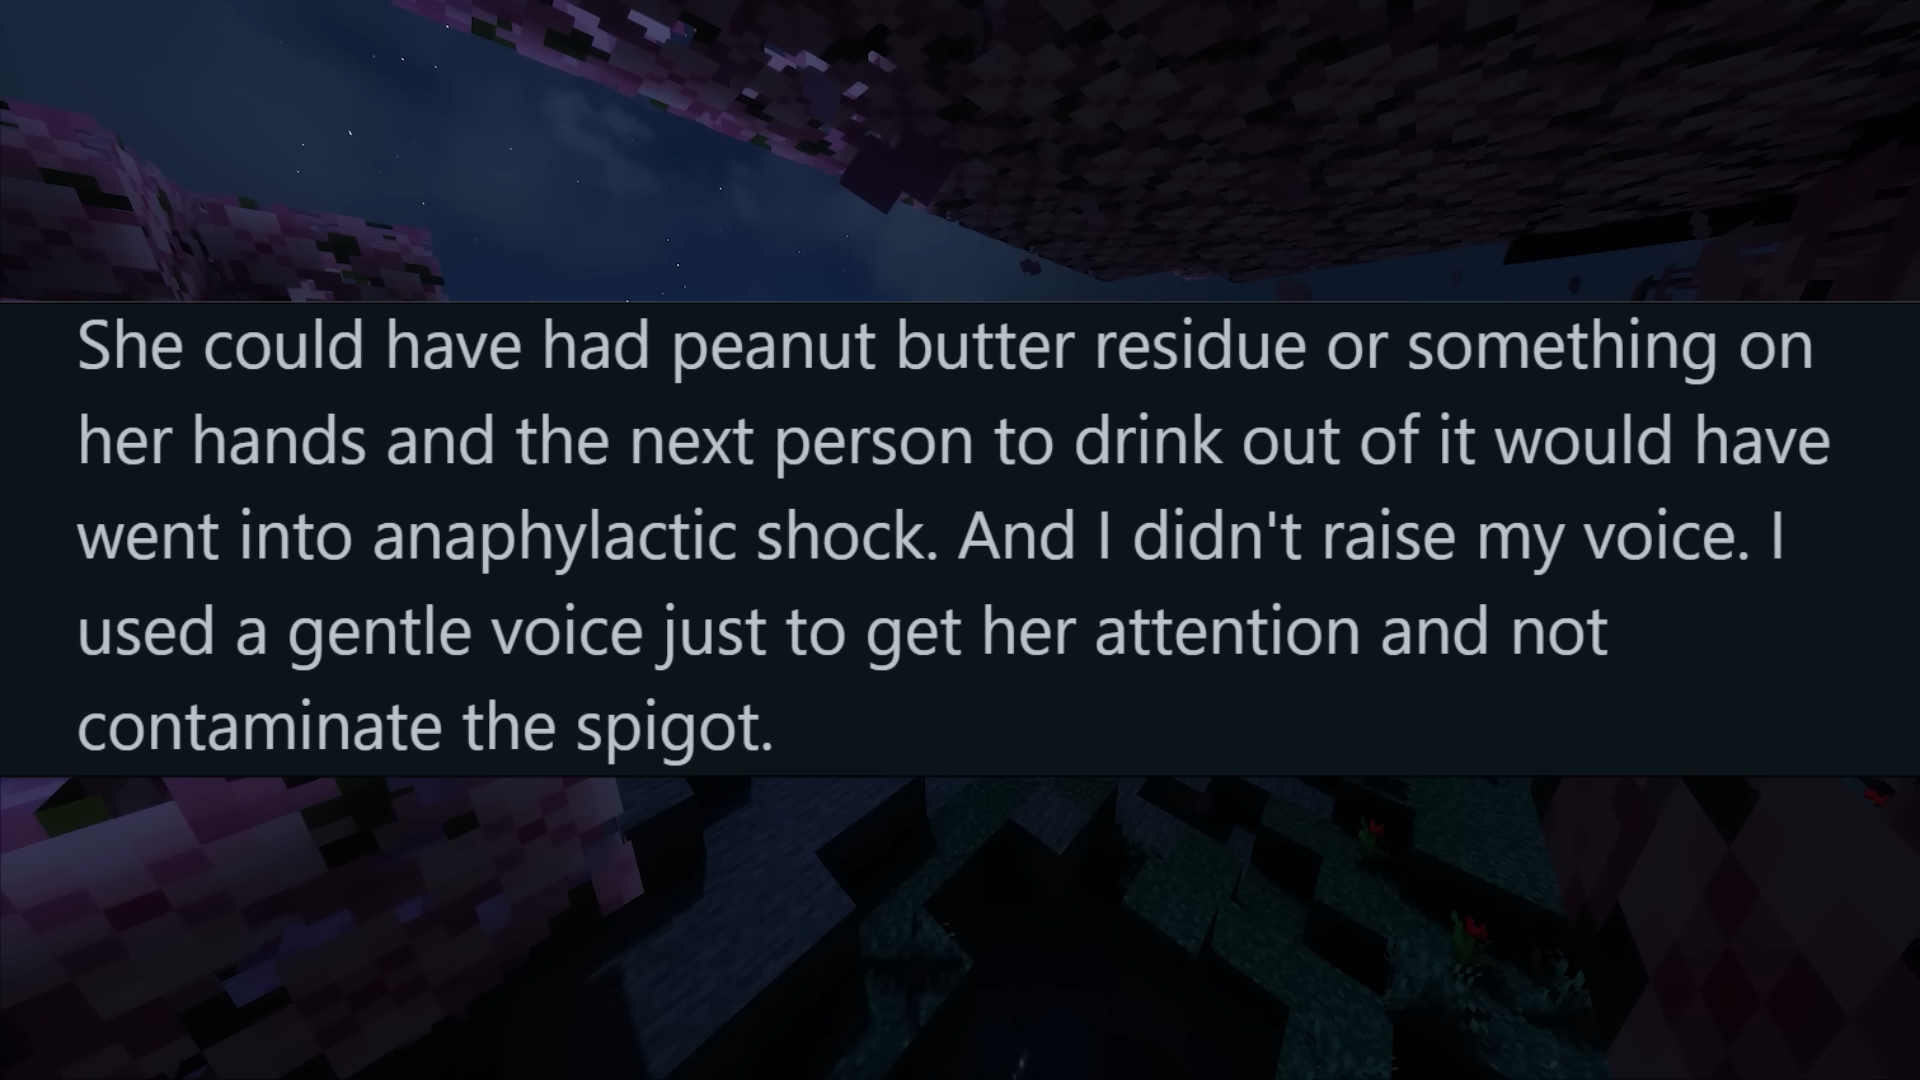 She could have had peanut butter residue or something on
her hands and the next person to drink out of it would have
went into anaphylactic shock. And I didn't raise my voice. I
used a gentle voice just to get her attention and not
contaminate the spigot.